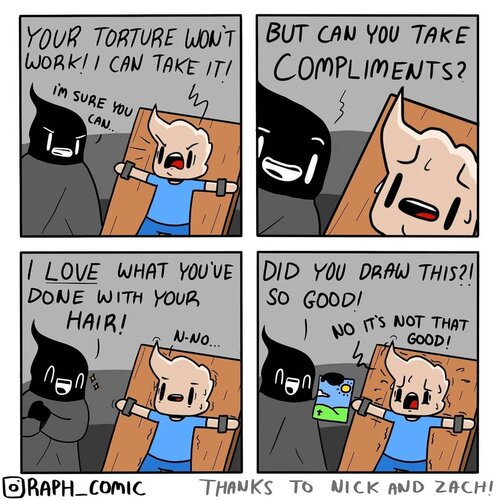 YOUR TORTURE WON'T
WORK! I CAN TAKE IT!
I'M SURE YOU
CAN..
BUT CAN YOU TAKE
COMPLIMENTS?
I LOVE WHAT YOU'VE
DONE WITH YOUR
HAIR!
N-NO...
DID YOU DRAW THIS?!
SO GOOD!
NO IT'S NOT THAT
GOOD!
RAPH_COMIC
THANKS TO NICK AND ZACH!